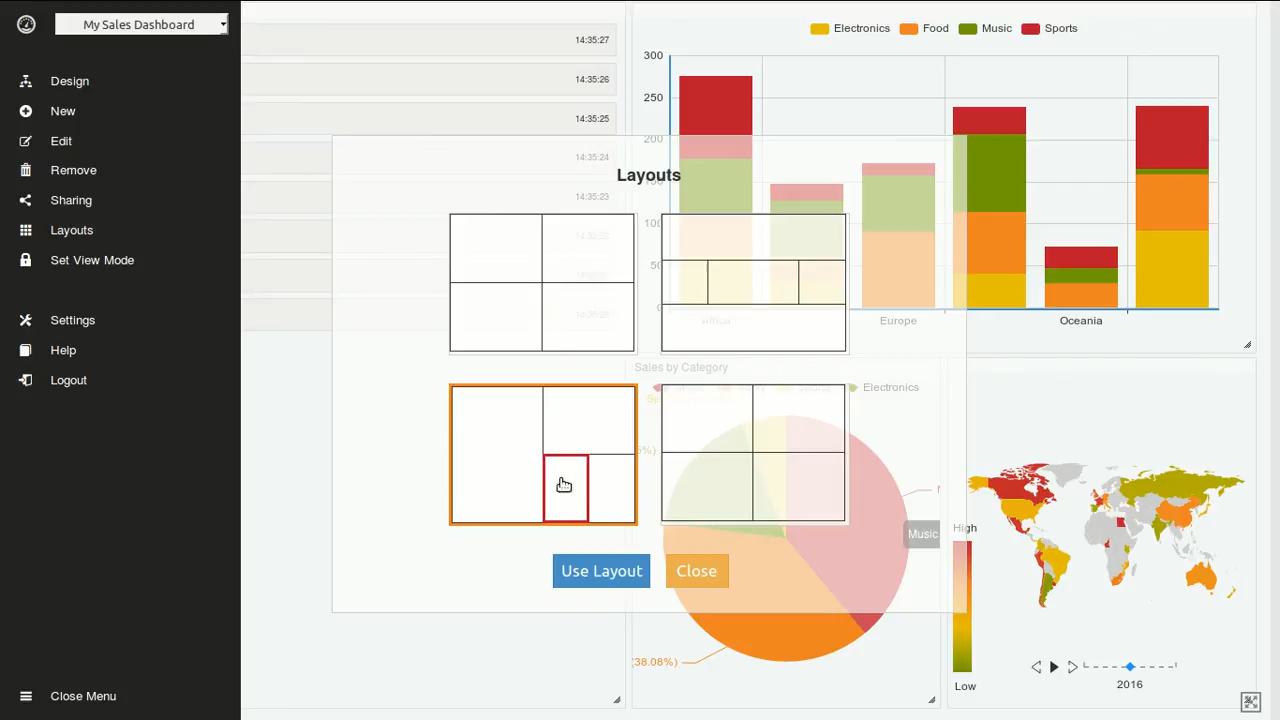 My Sales Dashboard
Design
New
Edit
Remove
Sharing
Layouts
Set View Mode
Settings
Help
Logout
Close Menu
14:35:27
14:35:26
14:35:25
14:35:24
14:35:23
Electronics Food Music Sports
300
250
200
100
50
0
Africa Europe Oceania
Layouts
Sales by Category
Electronics
Music
(38.08%)
Use Layout Close
High
Low
2016